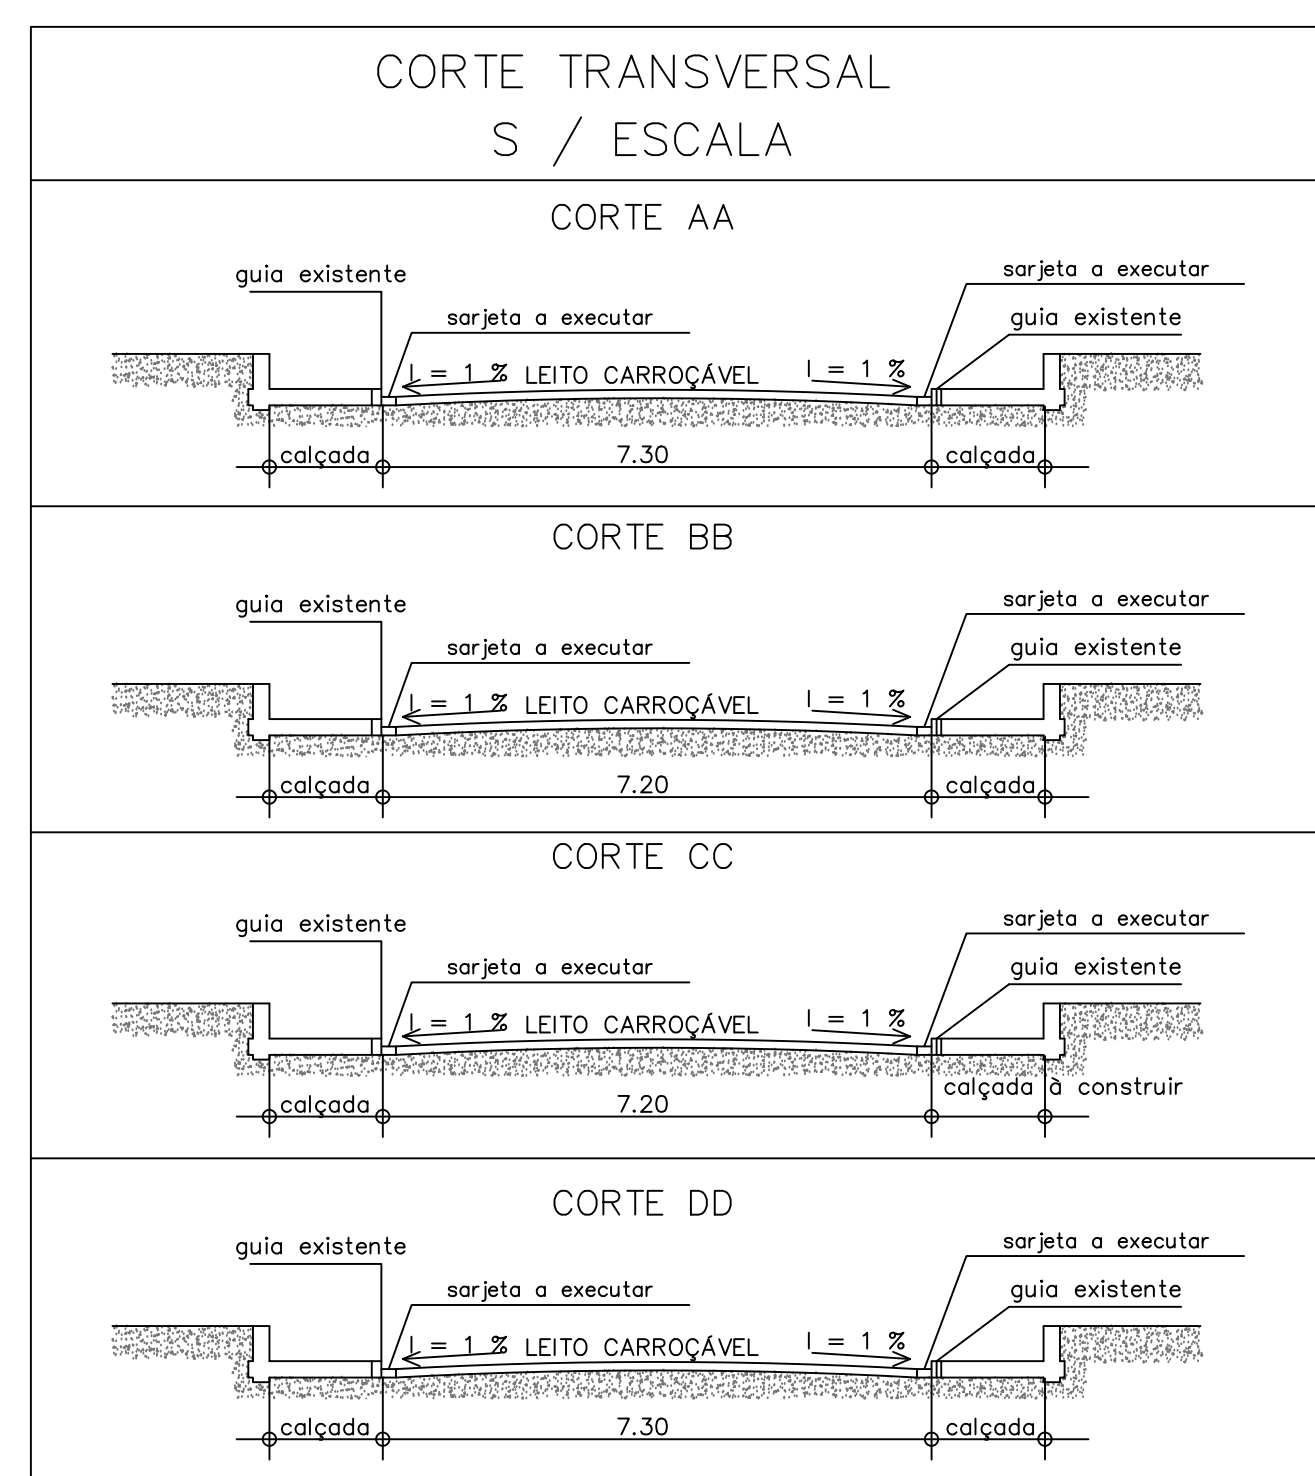 CORTE TRANSVERSAL
S / ESCALA
CORTE AA
guia existente
sarjeta a executar
sarjeta a executar
guia existente
I = 1 % LEITO CARROÇÁVEL
I = 1 %
calçada
7.30
calçada
CORTE BB
guia existente
sarjeta a executar
sarjeta a executar
guia existente
I = 1 % LEITO CARROÇÁVEL
I = 1 %
calçada
7.20
calçada
CORTE CC
guia existente
sarjeta a executar
sarjeta a executar
guia existente
I = 1 % LEITO CARROÇÁVEL
I = 1 %
calçada
7.20
calçada à construir
CORTE DD
guia existente
sarjeta a executar
sarjeta a executar
guia existente
I = 1 % LEITO CARROÇÁVEL
I = 1 %
calçada
7.30
calçada